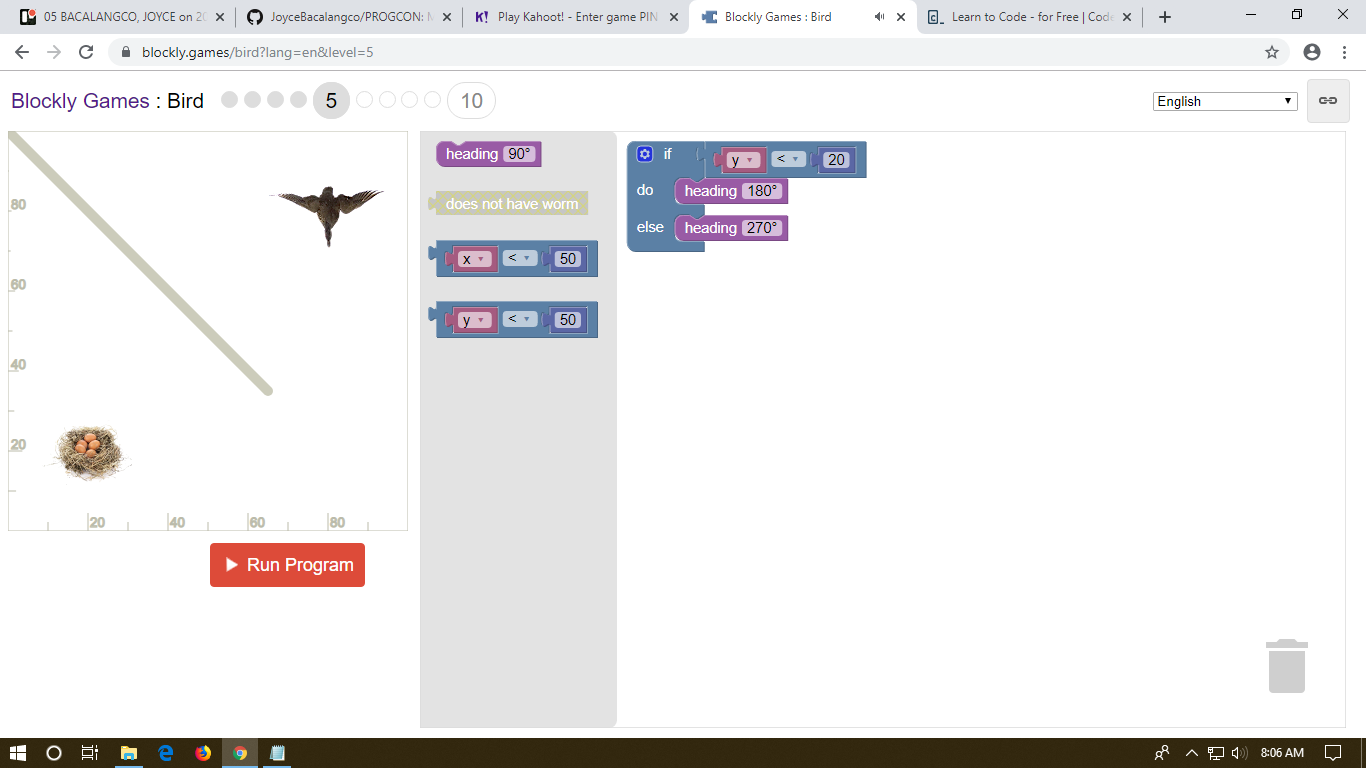 05 BACALANGCO, JOYCE on 20
JoyceBacalangco/PROGCON: M
Play Kahoot! - Enter game PIN
Blockly Games : Bird
Learn to Code - for Free | Code
blockly.games/bird?lang=en&level=5
Blockly Games : Bird
5
10
English
80
60
40
20
20
40
60
80
Run Program
heading 90°
does not have worm
x < 50
y < 50
if y < 20
do heading 180°
else heading 270°
8:06 AM